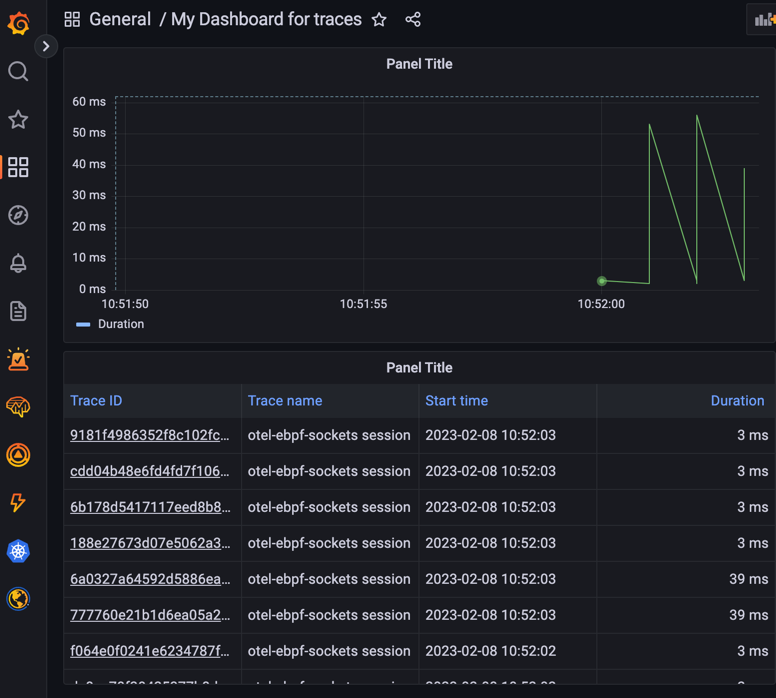 General / My Dashboard for traces
Panel Title
60 ms
50 ms
40 ms
30 ms
20 ms
10 ms
0 ms
10:51:50 10:51:55 10:52:00
Duration
Panel Title
Trace ID Trace name Start time Duration
9181f4986352f8c102fc... otel-ebpf-sockets session 2023-02-08 10:52:03 3 ms
cdd04b48e6fd4fd7f106... otel-ebpf-sockets session 2023-02-08 10:52:03 3 ms
6b178d5417117eed8b8... otel-ebpf-sockets session 2023-02-08 10:52:03 3 ms
188e27673d07e5062a3... otel-ebpf-sockets session 2023-02-08 10:52:03 3 ms
6a0327a64592d5886ea... otel-ebpf-sockets session 2023-02-08 10:52:03 39 ms
777760e21b1d6ea05a2... otel-ebpf-sockets session 2023-02-08 10:52:03 39 ms
f064e0f0241e6234787f... otel-ebpf-sockets session 2023-02-08 10:52:02 3 ms